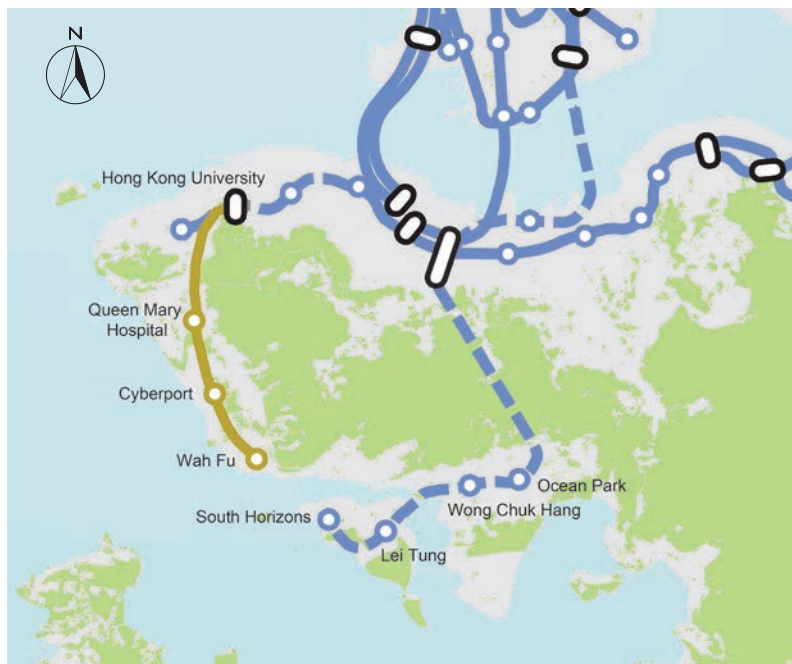 N
Hong Kong University
Queen Mary
Hospital
Cyberport
Wah Fu
Ocean Park
South Horizons
Wong Chuk Hang
Lei Tung